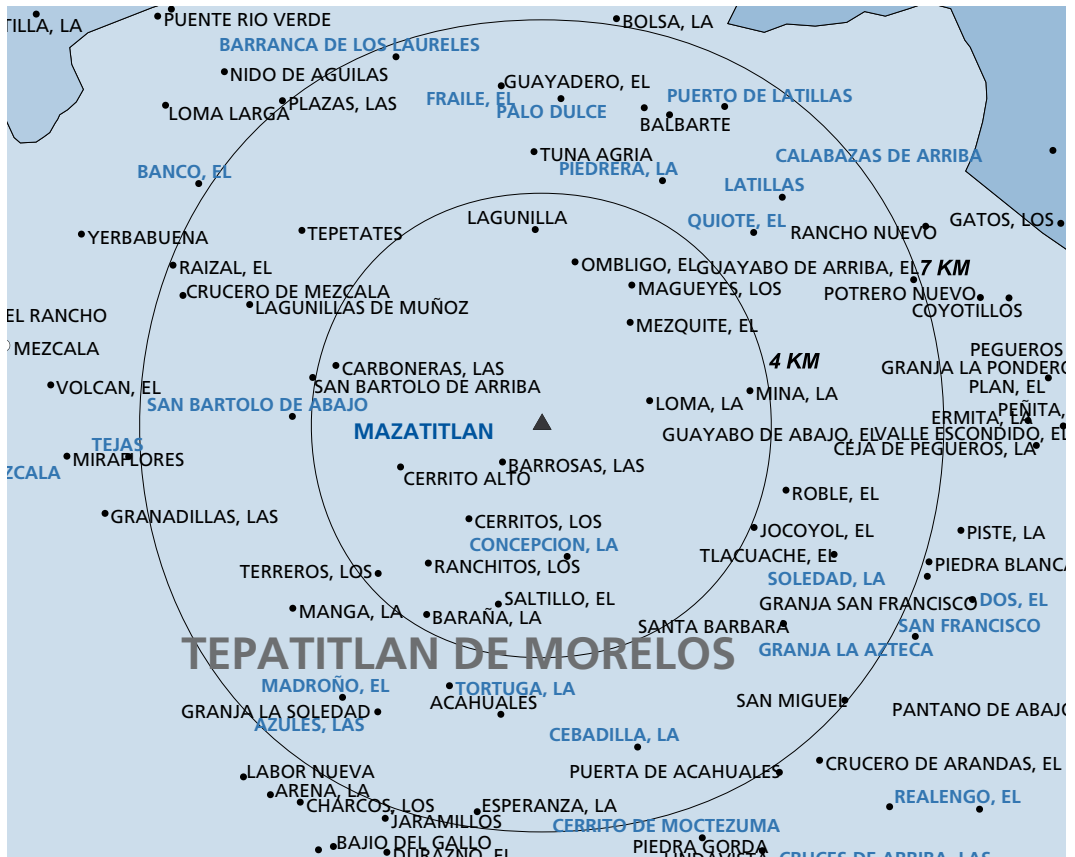 TILLA, LA
PUENTE RIO VERDE
BOLSA, LA
BARRANCA DE LOS LAURELES
NIDO DE AGUILAS
GUAYADERO, EL
FRAILE, EL
PALO DULCE
PUERTO DE LATILLAS
LOMA LARGA
PLAZAS, LAS
BALBARTE
TUNA AGRIA
CALABAZAS DE ARRIBA
BANCO, EL
PIEDRERA, LA
LATILLAS
LAGUNILLA
QUIOTE, EL
GATOS, LOS
YERBABUENA
TEPETATES
RANCHO NUEVO
RAIZAL, EL
OMBLIGO, EL
GUAYABO DE ARRIBA, EL
7 KM
CRUCERO DE MEZCALA
MAGUEYES, LOS
POTRERO NUEVO
LAGUNILLAS DE MUÑOZ
COYOTILLOS
EL RANCHO
MEZQUITE, EL
MEZCALA
PEGUEROS
4 KM
CARBONERAS, LAS
GRANJA LA PONDERO
VOLCAN, EL
SAN BARTOLO DE ARRIBA
PLAN, EL
MINA, LA
SAN BARTOLO DE ABAJO
LOMA, LA
PEÑITA,
ERMITA, LA
MAZATITLAN
GUAYABO DE ABAJO, EL
VALLE ESCONDIDO, EL
TEJAS
CEJA DE PEGUEROS, LA
MIRAFLORES
ZCALA
CERRITO ALTO
BARROSAS, LAS
ROBLE, EL
GRANADILLAS, LAS
CERRITOS, LOS
JOCOYOL, EL
PISTE, LA
CONCEPCION, LA
TLACUACHE, EL
TERREROS, LOS
RANCHITOS, LOS
PIEDRA BLANCA
SOLEDAD, LA
MANGA, LA
SALTILLO, EL
GRANJA SAN FRANCISCO
DOS, EL
BARAÑA, LA
SANTA BARBARA
SAN FRANCISCO
TEPATITLAN DE MORELOS
GRANJA LA AZTECA
MADROÑO, EL
TORTUGA, LA
ACAHUALES
SAN MIGUEL
GRANJA LA SOLEDAD
PANTANO DE ABAJO
AZULES, LAS
CEBADILLA, LA
LABOR NUEVA
PUERTA DE ACAHUALES
CRUCERO DE ARANDAS, EL
ARENA, LA
CHARCOS, LOS
ESPERANZA, LA
REALENGO, EL
JARAMILLOS
CERRITO DE MOCTEZUMA
BAJIO DEL GALLO
PIEDRA GORDA
DURAZNO, EL
LINDAVISTA
CRUCES DE ARRIBA, LAS